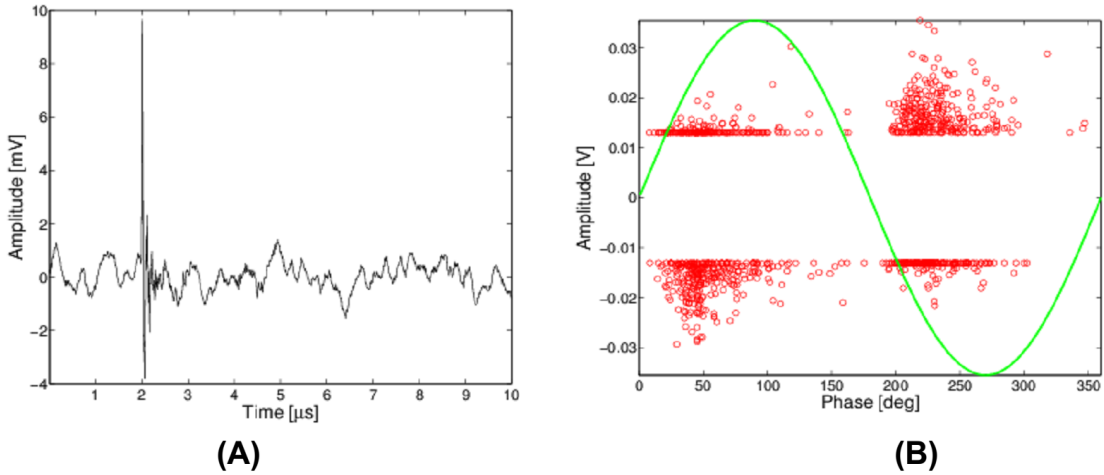 10
8
6
4
2
0
−2
−4
Amplitude [mV]
1 2 3 4 5 6 7 8 9 10
Time [μs]
(A)
0.03
0.02
0.01
0
−0.01
−0.02
−0.03
Amplitude [V]
0 50 100 150 200 250 300 350
Phase [deg]
(B)